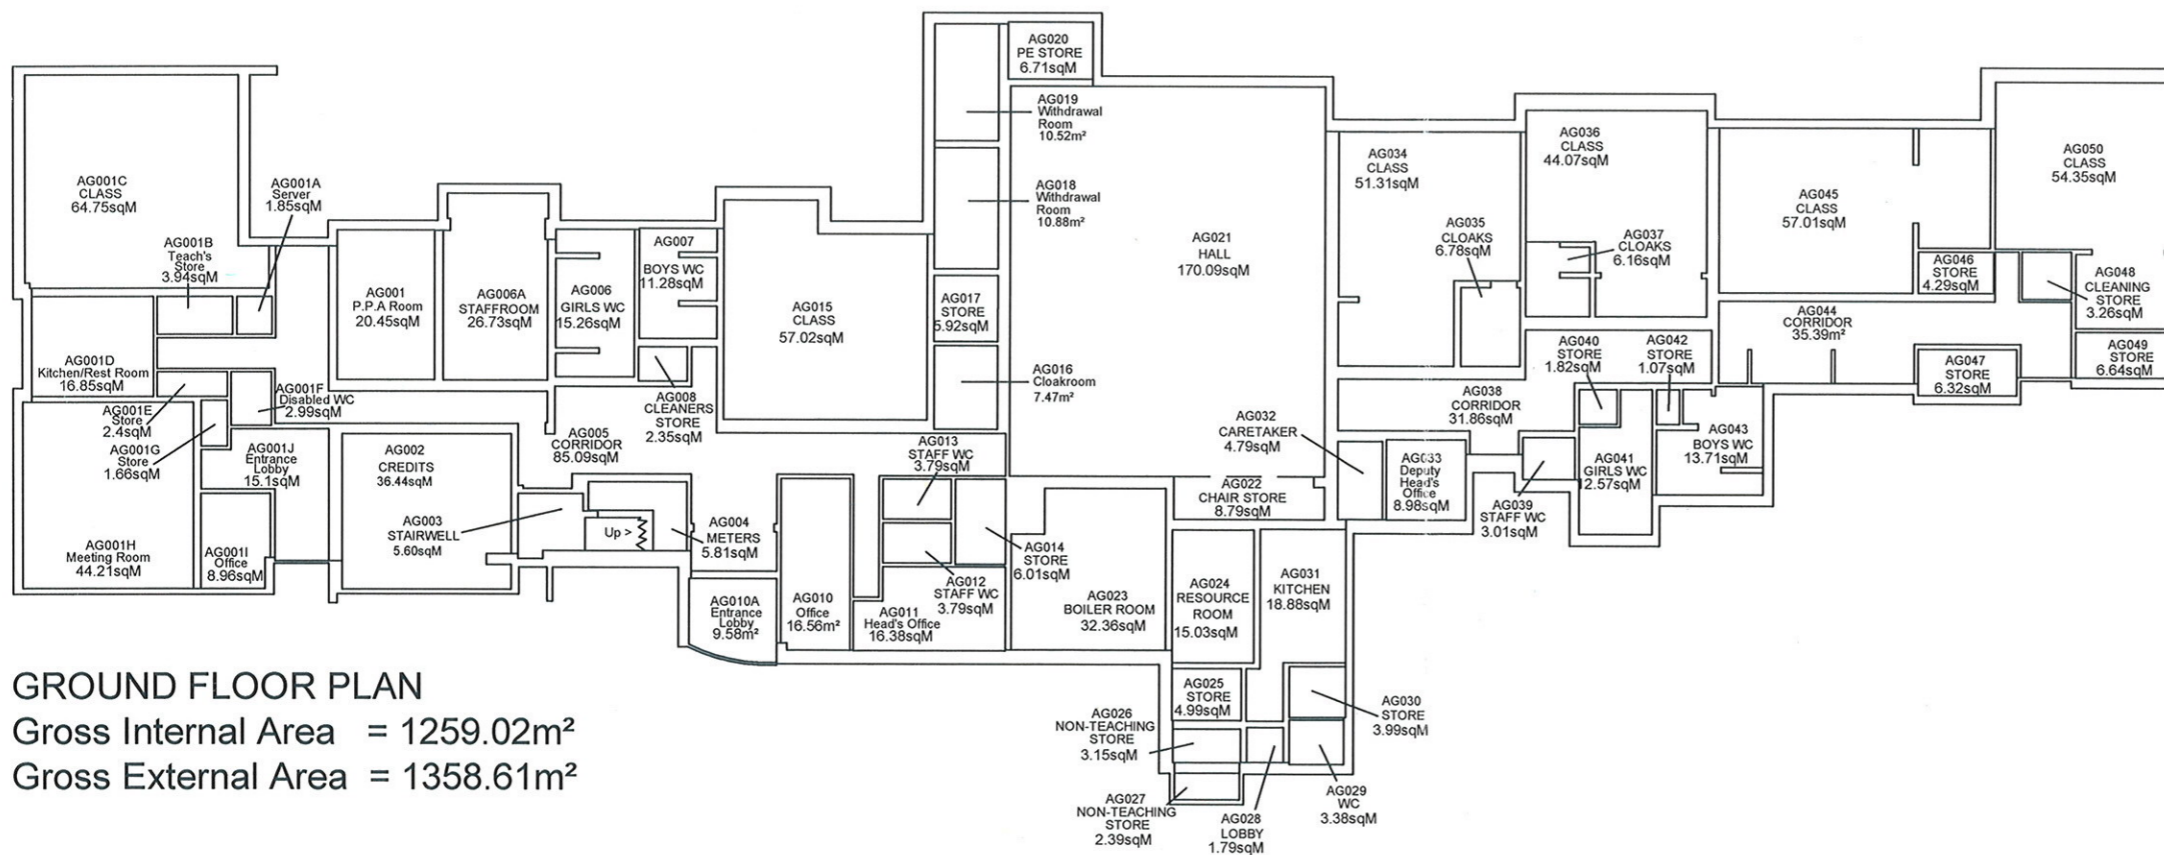 AG020
PE STORE
6.71sqM
AG019
Withdrawal
Room
10.52m²
AG018
Withdrawal
Room
10.88m²
AG001C
CLASS
64.75sqM
AG001A
Server
1.85sqM
AG001B
Teach's
Store
3.94sqM
AG001
P.P.A Room
20.45sqM
AG006A
STAFFROOM
26.73sqM
AG006
GIRLS WC
15.26sqM
AG007
BOYS WC
11.28sqM
AG015
CLASS
57.02sqM
AG017
STORE
5.92sqM
AG016
Cloakroom
7.47m²
AG021
HALL
170.09sqM
AG034
CLASS
51.31sqM
AG035
CLOAKS
6.78sqM
AG036
CLASS
44.07sqM
AG037
CLOAKS
6.16sqM
AG045
CLASS
57.01sqM
AG050
CLASS
54.35sqM
AG046
STORE
4.29sqM
AG048
CLEANING
STORE
3.26sqM
AG044
CORRIDOR
35.39m²
AG049
STORE
6.64sqM
AG047
STORE
6.32sqM
AG040
STORE
1.82sqM
AG042
STORE
1.07sqM
AG038
CORRIDOR
31.86sqM
AG001D
Kitchen/Rest Room
16.85sqM
AG001F
Disabled WC
2.99sqM
AG001E
Store
2.4sqM
AG001G
Store
1.66sqM
AG001J
Entrance
Lobby
15.1sqM
AG001H
Meeting Room
44.21sqM
AG001I
Office
8.96sqM
AG002
CREDITS
36.44sqM
AG003
STAIRWELL
5.60sqM
AG005
CORRIDOR
85.09sqM
AG008
CLEANERS
STORE
2.35sqM
Up >
AG004
METERS
5.81sqM
AG010A
Entrance
Lobby
9.58m²
AG010
Office
16.56m²
AG013
STAFF WC
3.79sqM
AG014
STORE
6.01sqM
AG012
STAFF WC
3.79sqM
AG011
Head's Office
16.38sqM
AG023
BOILER ROOM
32.36sqM
AG032
CARETAKER
4.79sqM
AG022
CHAIR STORE
8.79sqM
AG033
Deputy
Head's
Office
8.98sqM
AG039
STAFF WC
3.01sqM
AG041
GIRLS WC
12.57sqM
AG043
BOYS WC
13.71sqM
AG024
RESOURCE
ROOM
15.03sqM
AG031
KITCHEN
18.88sqM
AG025
STORE
4.99sqM
AG026
NON-TEACHING
STORE
3.15sqM
AG030
STORE
3.99sqM
AG027
NON-TEACHING
STORE
2.39sqM
AG028
LOBBY
1.79sqM
AG029
WC
3.38sqM
GROUND FLOOR PLAN
Gross Internal Area = 1259.02m²
Gross External Area = 1358.61m²